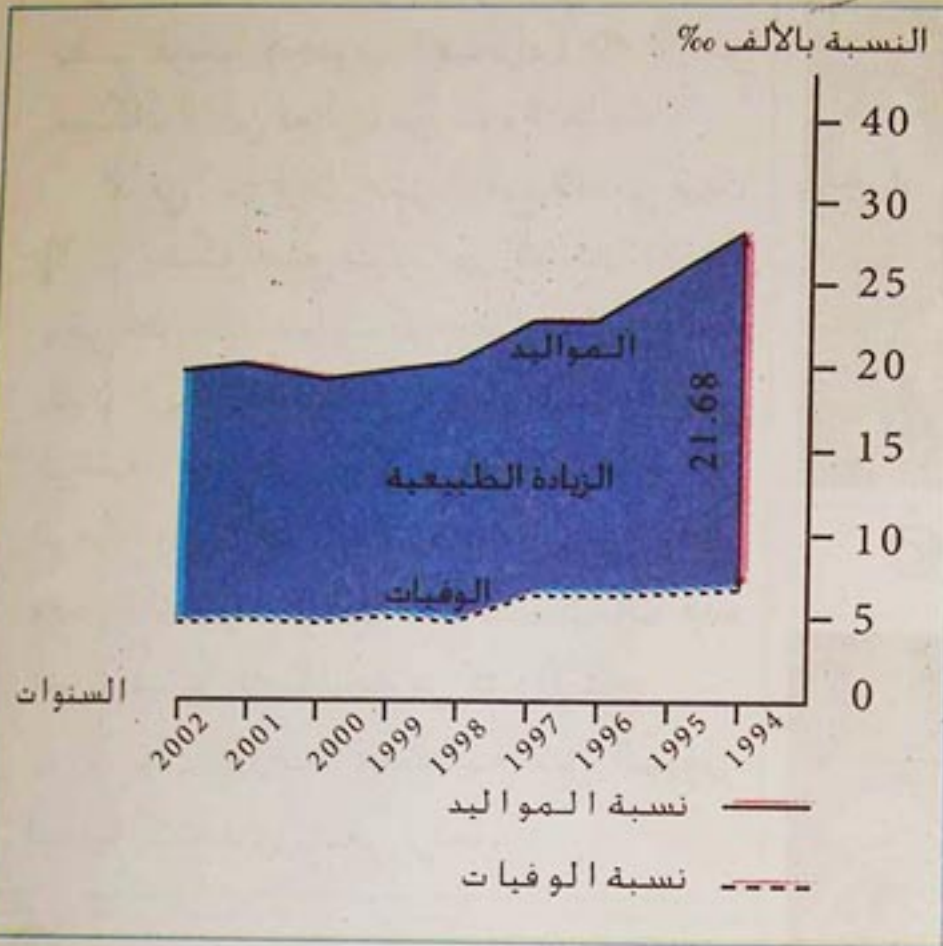 النسبة بالألف ‰
40
30
25
20
15
10
5
0
المواليد
21.68
الزيادة الطبيعية
الوفيات
السنوات
1994
1995
1996
1997
1998
1999
2000
2001
2002
نسبة المواليد
نسبة الوفيات